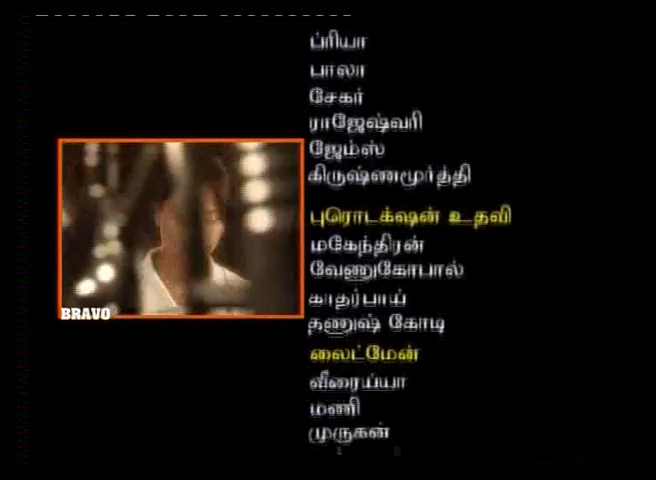 ப்ரியா
பாலா
சேகர்
ராஜேஷ்வரி
ஜேம்ஸ்
கிருஷ்ணமூர்த்தி
புரொடக்ஷன் உதவி
மகேந்திரன்
வேணுகோபால்
காதர்பாய்
தனுஷ் கோடி
லைட்மேன்
வீரைய்யா
மணி
முருகன்
BRAVO